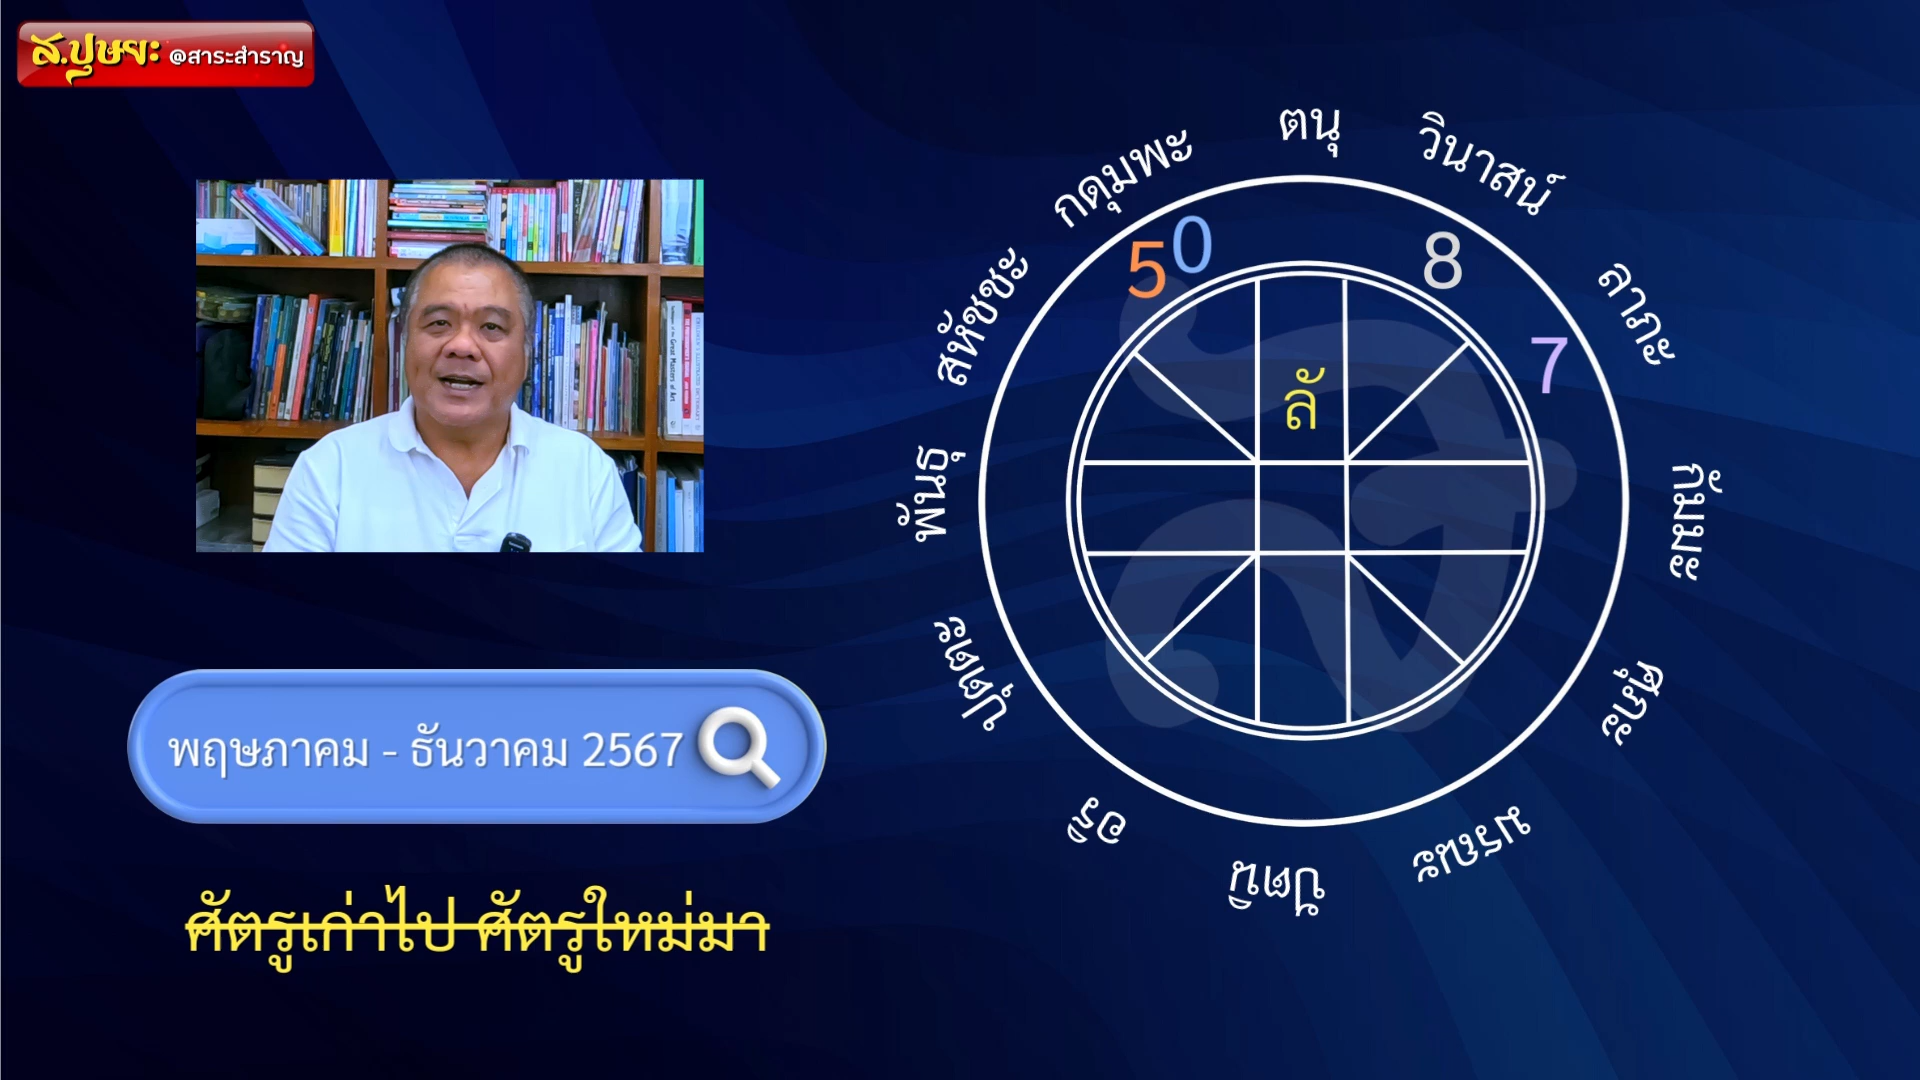 ส.ปุษยะ @สาระสำราญ
ตนุ
วินาสน์
กดุมพะ
ลาภะ
สหัชชะ
5 0
8
7
ลั
พันธุ
กัมมะ
ปุตตะ
ศุภะ
อริ
มรณะ
ปัตนิ
พฤษภาคม - ธันวาคม 2567
ศัตรูเก่าไป ศัตรูใหม่มา